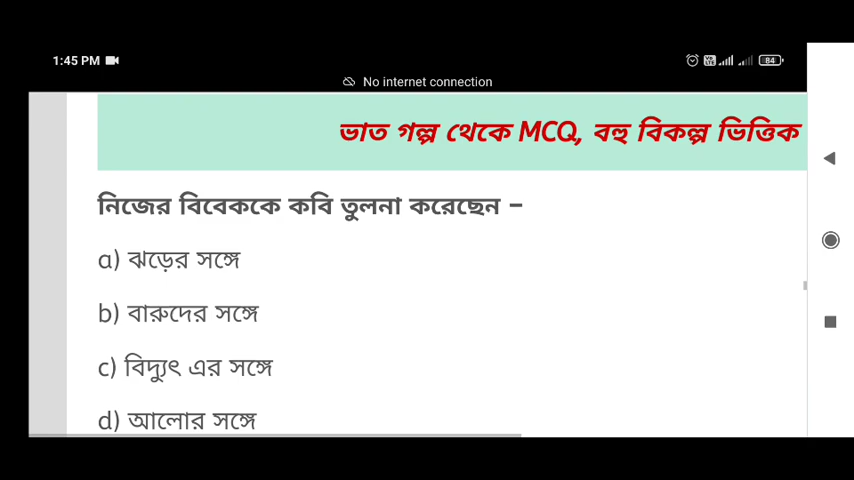 1:45 PM
84
No internet connection
ভাত গল্প থেকে MCQ, বহু বিকল্প ভিত্তিক
নিজের বিবেককে কবি তুলনা করেছেন –
a) ঝড়ের সঙ্গে
b) বারুদের সঙ্গে
c) বিদ্যুৎ এর সঙ্গে
d) আলোর সঙ্গে